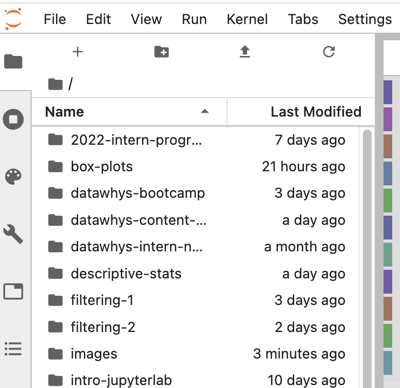 File Edit View Run Kernel Tabs Settings
/
Name Last Modified
2022-intern-progr... 7 days ago
box-plots 21 hours ago
datawhys-bootcamp 3 days ago
datawhys-content-... a day ago
datawhys-intern-n... a month ago
descriptive-stats a day ago
filtering-1 3 days ago
filtering-2 2 days ago
images 3 minutes ago
intro-jupyterlab 10 days ago